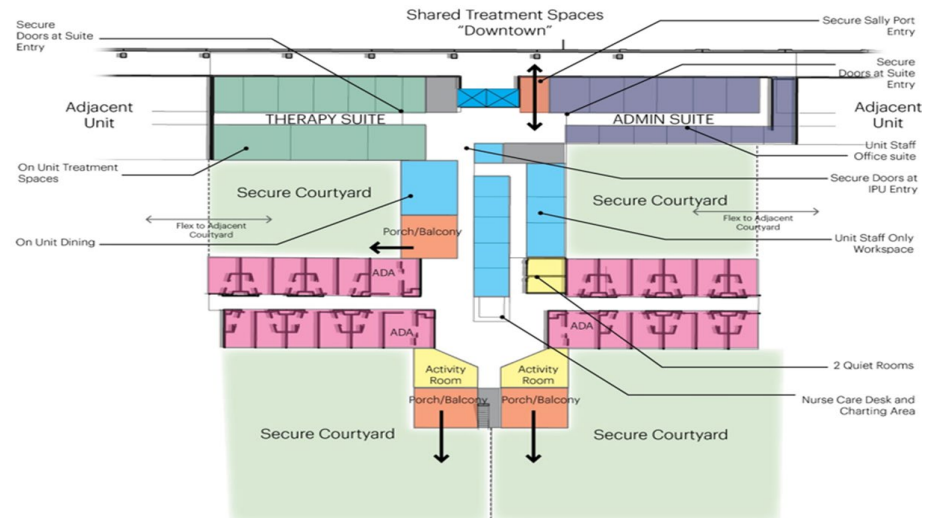 Shared Treatment Spaces
"Downtown"
Secure
Doors at Suite
Entry
Secure Sally Port
Entry
Secure
Doors at Suite
Entry
Adjacent
Unit
THERAPY SUITE
ADMIN SUITE
Adjacent
Unit
Unit Staff
Office suite
On Unit Treatment
Spaces
Secure Doors at
IPU Entry
Secure Courtyard
Secure Courtyard
Flex to Adjacent
Courtyard
Flex to Adjacent
Courtyard
On Unit Dining
Porch/Balcony
Unit Staff Only
Workspace
ADA
ADA
ADA
2 Quiet Rooms
Activity
Room
Activity
Room
Porch/Balcony
Porch/Balcony
Nurse Care Desk and
Charting Area
Secure Courtyard
Secure Courtyard